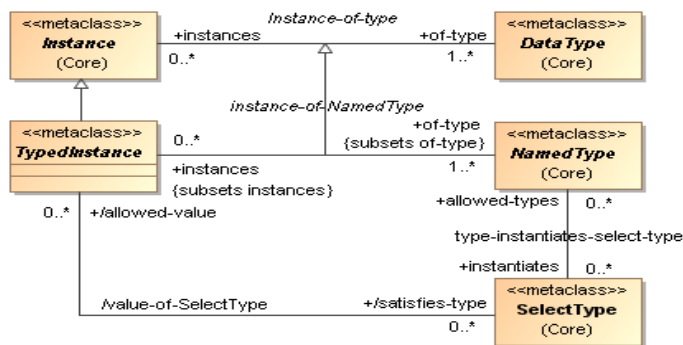 <<metaclass>>
Instance
(Core)
Instance-of-type
+instances
0..*
+of-type
1..*
<<metaclass>>
DataType
(Core)
instance-of-NamedType
<<metaclass>>
TypedInstance
0..*
+instances
{subsets instances}
+of-type
{subsets of-type}
1..*
<<metaclass>>
NamedType
(Core)
0..*
+/allowed-value
+allowed-types
0..*
type-instantiates-select-type
+instantiates
0..*
/value-of-SelectType
+/satisfies-type
0..*
<<metaclass>>
SelectType
(Core)